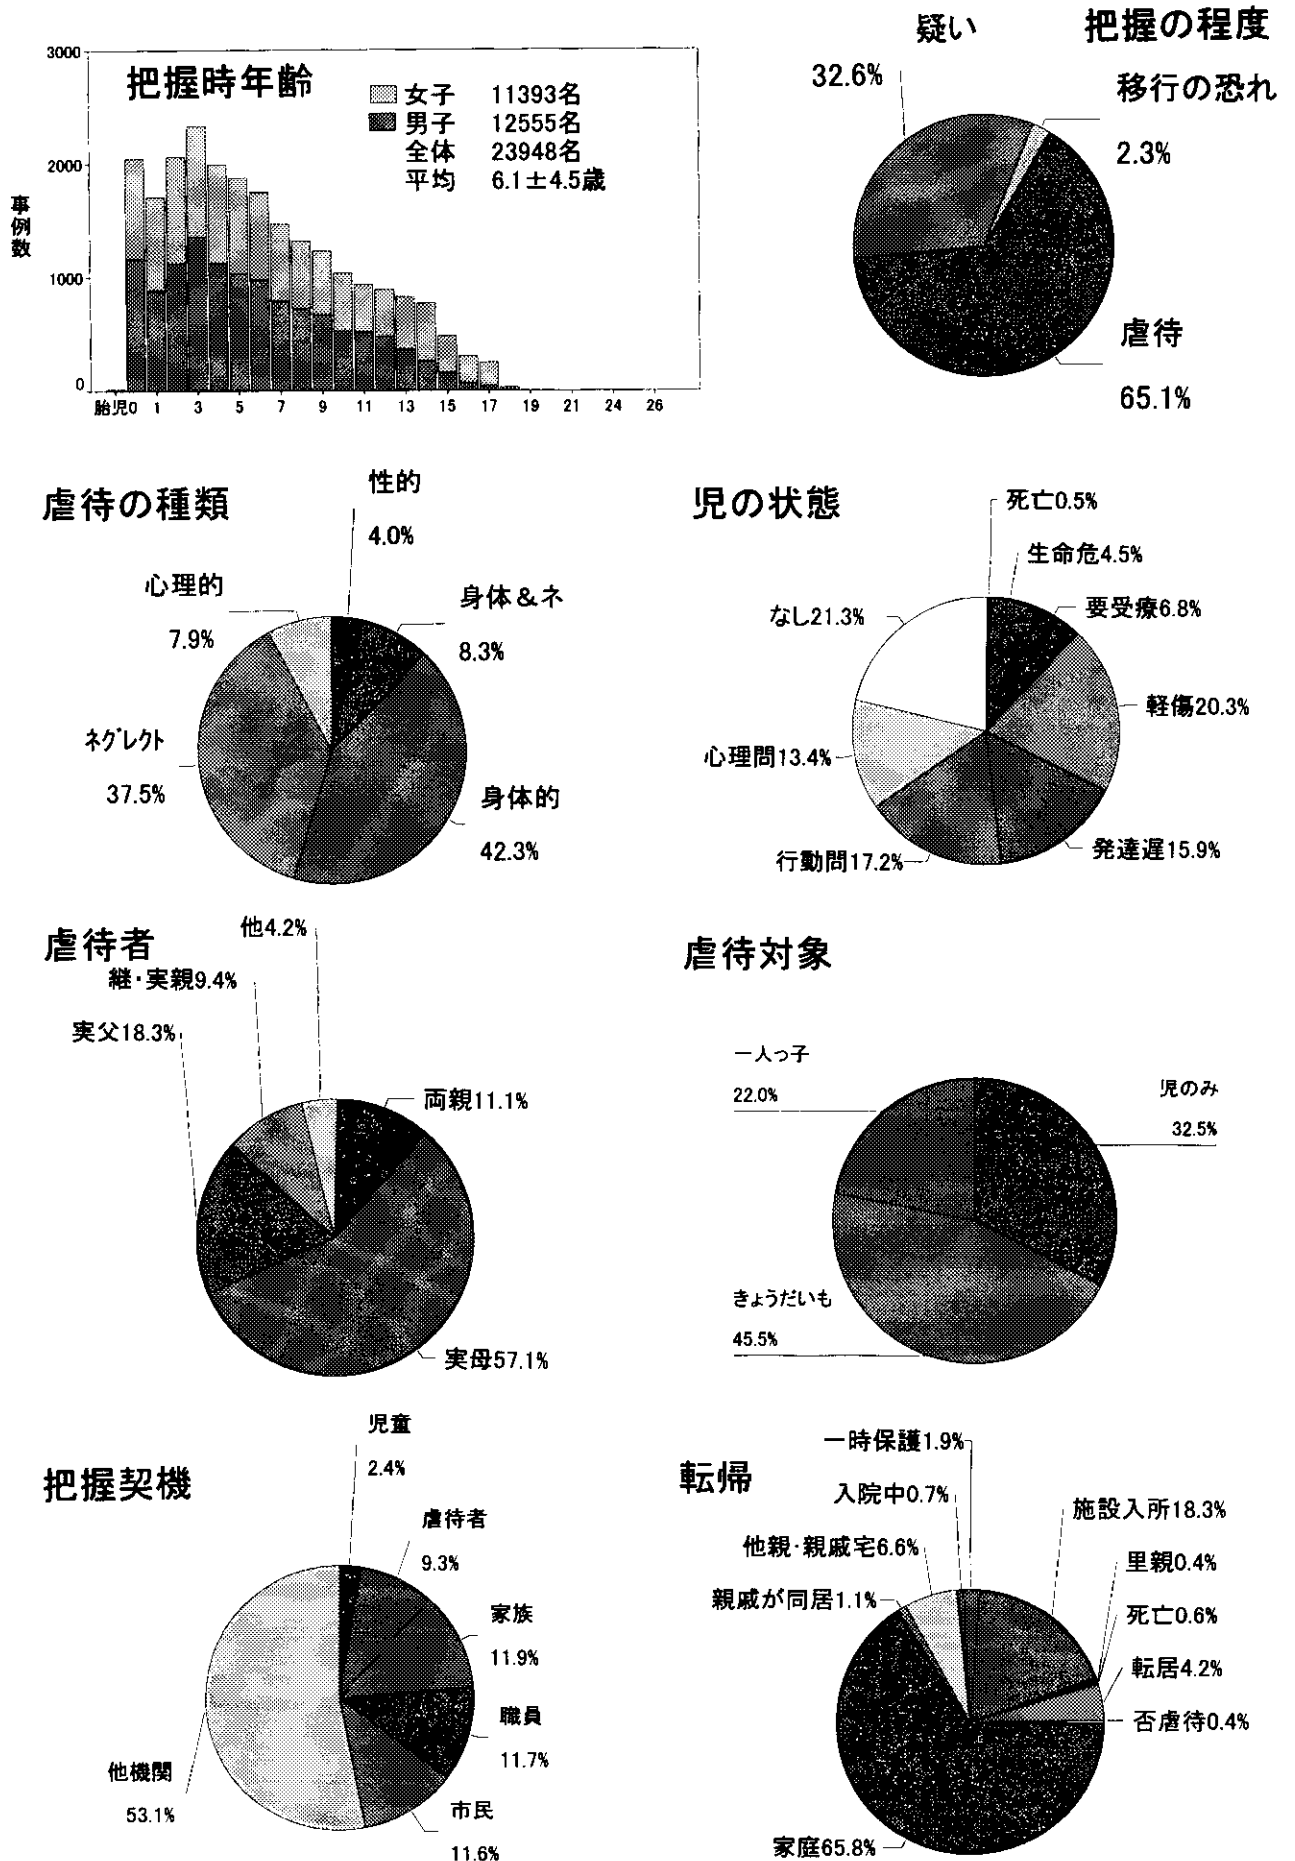 把握時年齢
女子 11393名
男子 12555名
全体 23948名
平均 6.1±4.5歳
事例数
3000
2000
1000
0
胎児0 1 3 5 7 9 11 13 15 17 19 21 24 26
把握の程度
疑い
32.6%
移行の恐れ
2.3%
虐待
65.1%
虐待の種類
性的
4.0%
身体&ネ
8.3%
身体的
42.3%
ネグレクト
37.5%
心理的
7.9%
児の状態
死亡0.5%
生命危4.5%
要受療6.8%
軽傷20.3%
発達遅15.9%
行動問17.2%
心理問13.4%
なし21.3%
虐待者
他4.2%
継・実親9.4%
実父18.3%
両親11.1%
実母57.1%
虐待対象
一人っ子
22.0%
児のみ
32.5%
きょうだいも
45.5%
把握契機
児童
2.4%
虐待者
9.3%
家族
11.9%
職員
11.7%
市民
11.6%
他機関
53.1%
転帰
一時保護1.9%
入院中0.7%
他親・親戚宅6.6%
親戚が同居1.1%
施設入所18.3%
里親0.4%
死亡0.6%
転居4.2%
否虐待0.4%
家庭65.8%